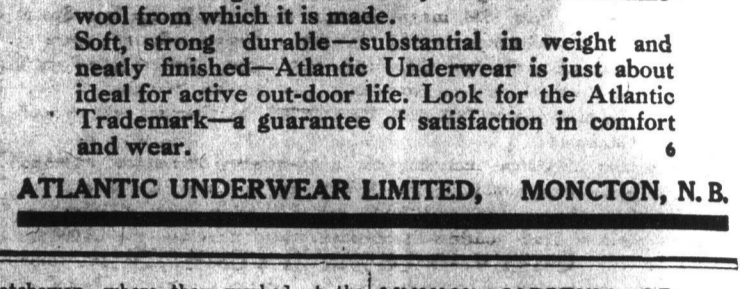 wool from which it is made.
Soft, strong durable—substantial in weight and
neatly finished—Atlantic Underwear is just about
ideal for active out-door life. Look for the Atlantic
Trademark—a guarantee of satisfaction in comfort
and wear. 6
ATLANTIC UNDERWEAR LIMITED, MONCTON, N. B.